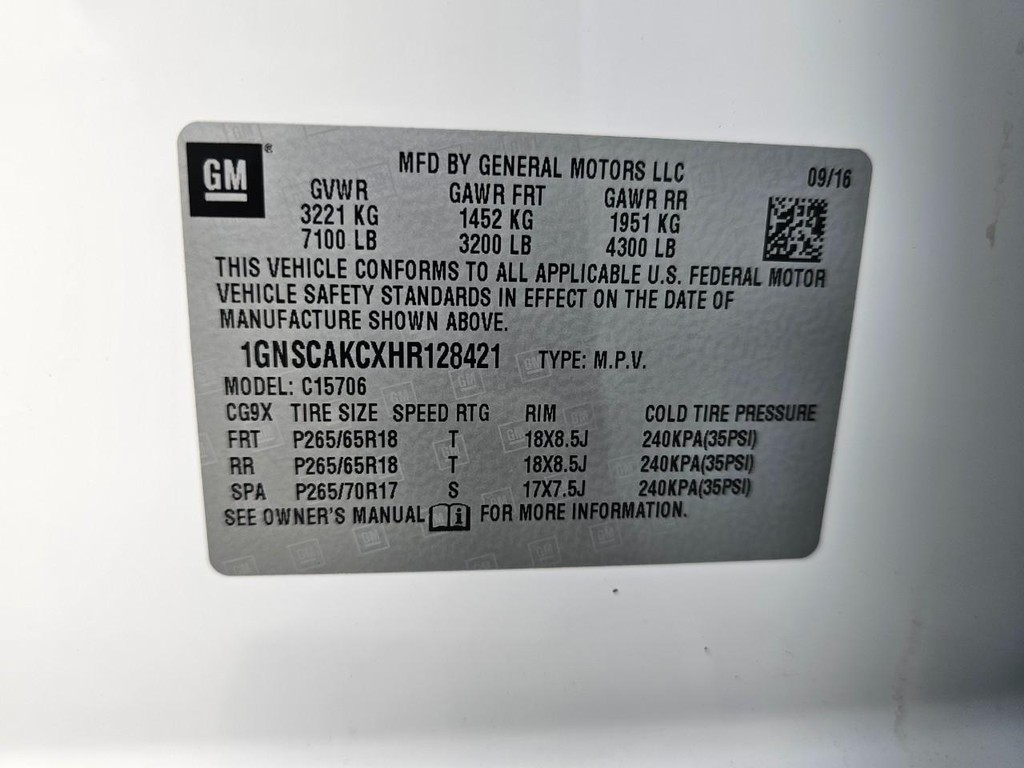 GM®
MFD BY GENERAL MOTORS LLC 09/16
GVWR GAWR FRT GAWR RR
3221 KG 1452 KG 1951 KG
7100 LB 3200 LB 4300 LB
THIS VEHICLE CONFORMS TO ALL APPLICABLE U.S. FEDERAL MOTOR
VEHICLE SAFETY STANDARDS IN EFFECT ON THE DATE OF
MANUFACTURE SHOWN ABOVE.
1GNSCAKCXHR128421 TYPE: M.P.V.
MODEL: C15706
CG9X TIRE SIZE SPEED RTG RIM COLD TIRE PRESSURE
FRT P265/65R18 T 18X8.5J 240KPA(35PSI)
RR P265/65R18 T 18X8.5J 240KPA(35PSI)
SPA P265/70R17 S 17X7.5J 240KPA(35PSI)
SEE OWNER'S MANUAL i FOR MORE INFORMATION.